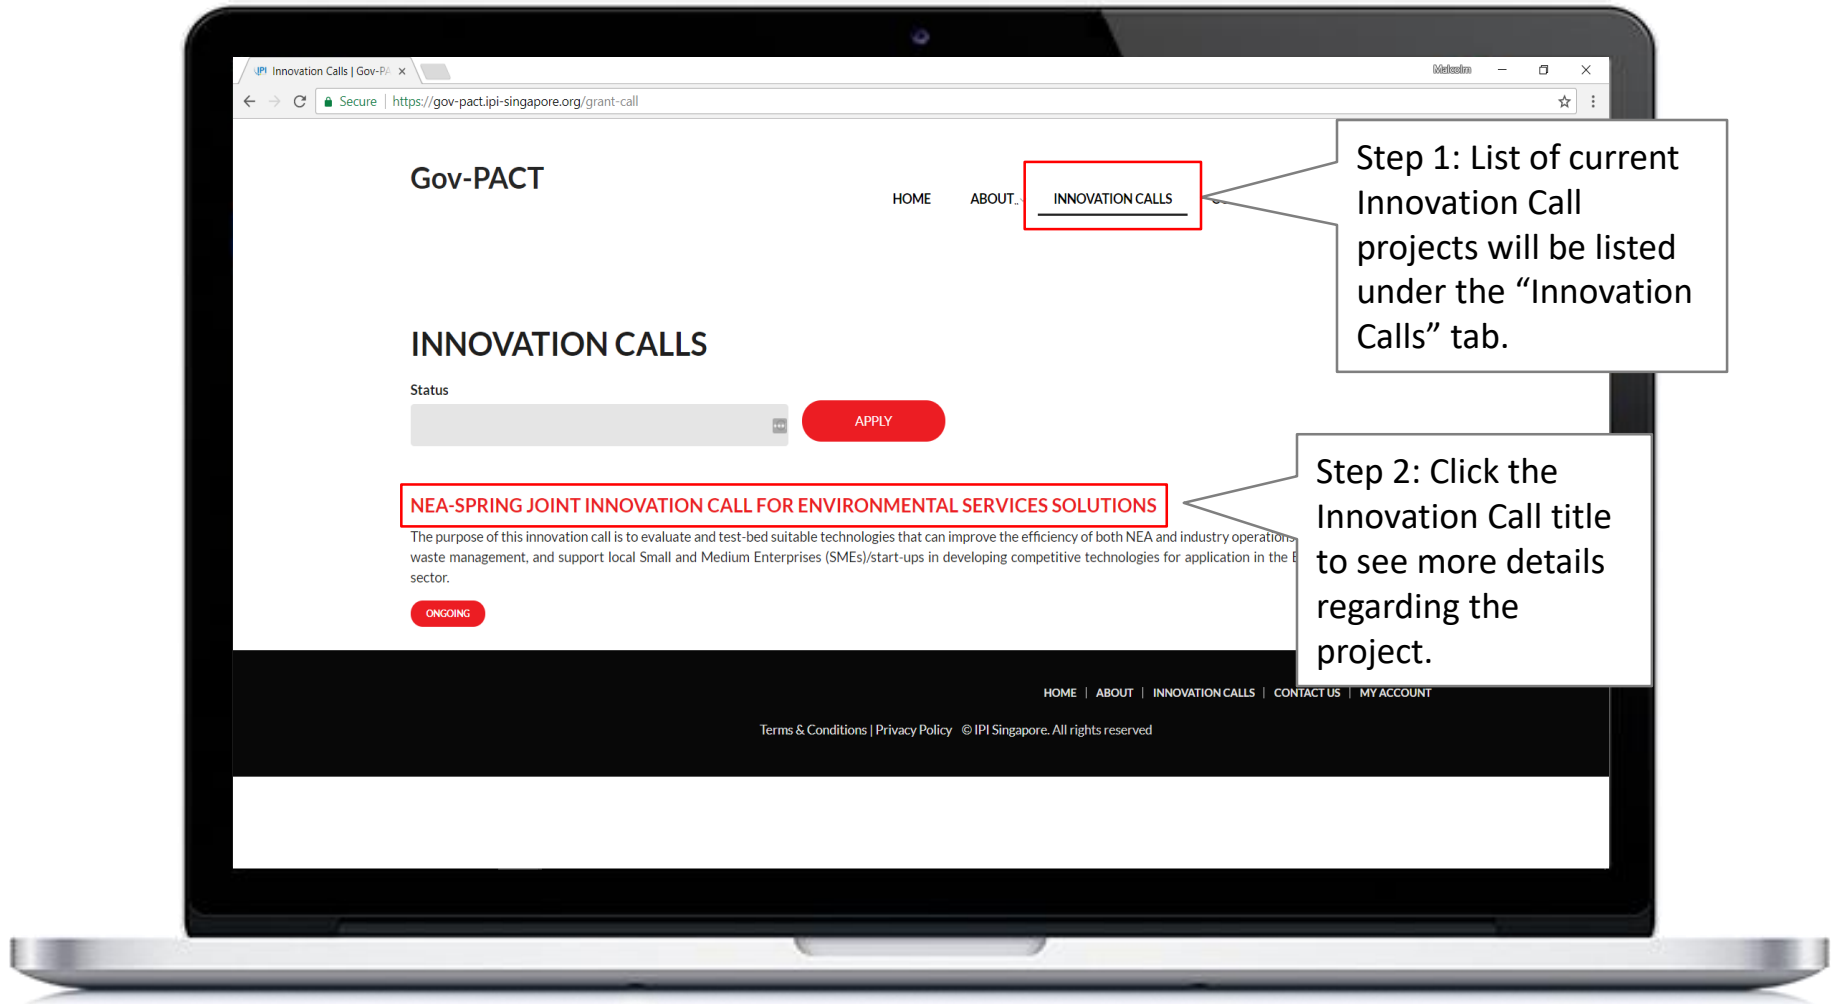 Innovation Calls | Gov-PA
Malcolm
Secure | https://gov-pact.ipi-singapore.org/grant-call
Gov-PACT
HOME ABOUT INNOVATION CALLS
Step 1: List of current
Innovation Call
projects will be listed
under the “Innovation
Calls” tab.
INNOVATION CALLS
Status
APPLY
NEA-SPRING JOINT INNOVATION CALL FOR ENVIRONMENTAL SERVICES SOLUTIONS
The purpose of this innovation call is to evaluate and test-bed suitable technologies that can improve the efficiency of both NEA and industry operations
waste management, and support local Small and Medium Enterprises (SMEs)/start-ups in developing competitive technologies for application in the
sector.
ONGOING
Step 2: Click the
Innovation Call title
to see more details
regarding the
project.
HOME | ABOUT | INNOVATION CALLS | CONTACT US | MY ACCOUNT
Terms & Conditions | Privacy Policy © IPI Singapore. All rights reserved